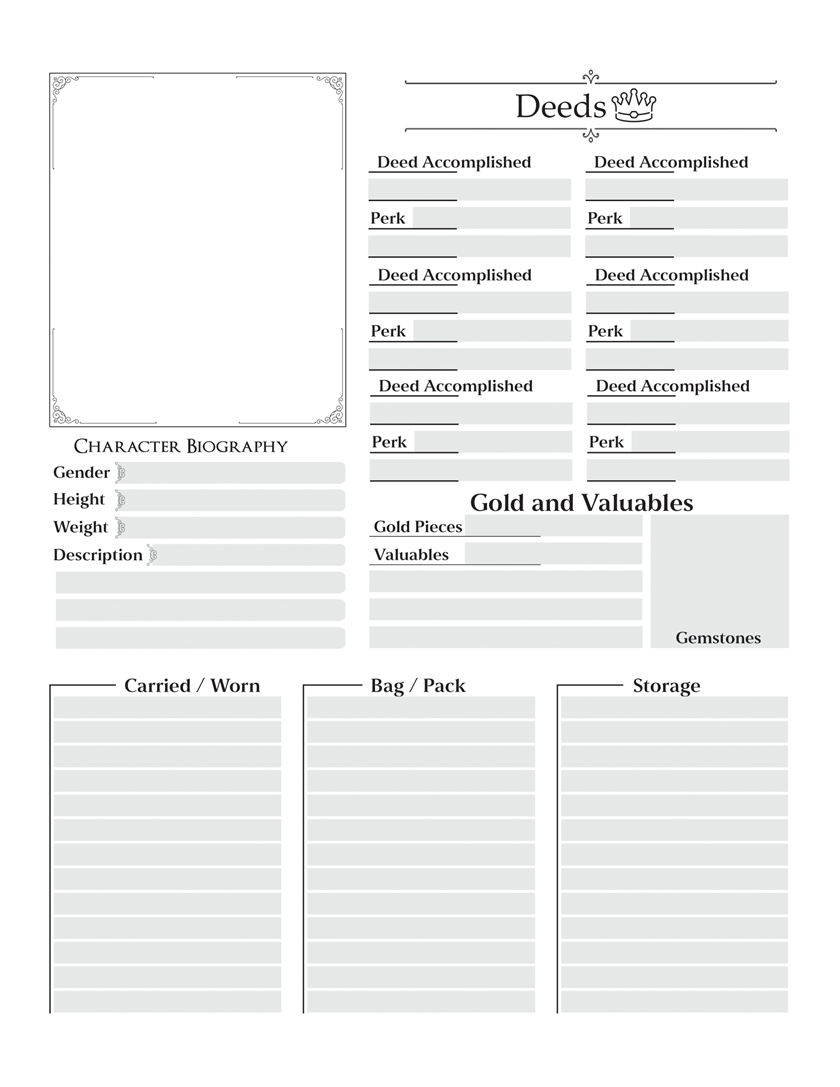 Deeds
Deed Accomplished
Deed Accomplished
Perk
Perk
Deed Accomplished
Deed Accomplished
Perk
Perk
Deed Accomplished
Deed Accomplished
Perk
Perk
Character Biography
Gender
Height
Weight
Description
Gold and Valuables
Gold Pieces
Valuables
Gemstones
Carried / Worn
Bag / Pack
Storage